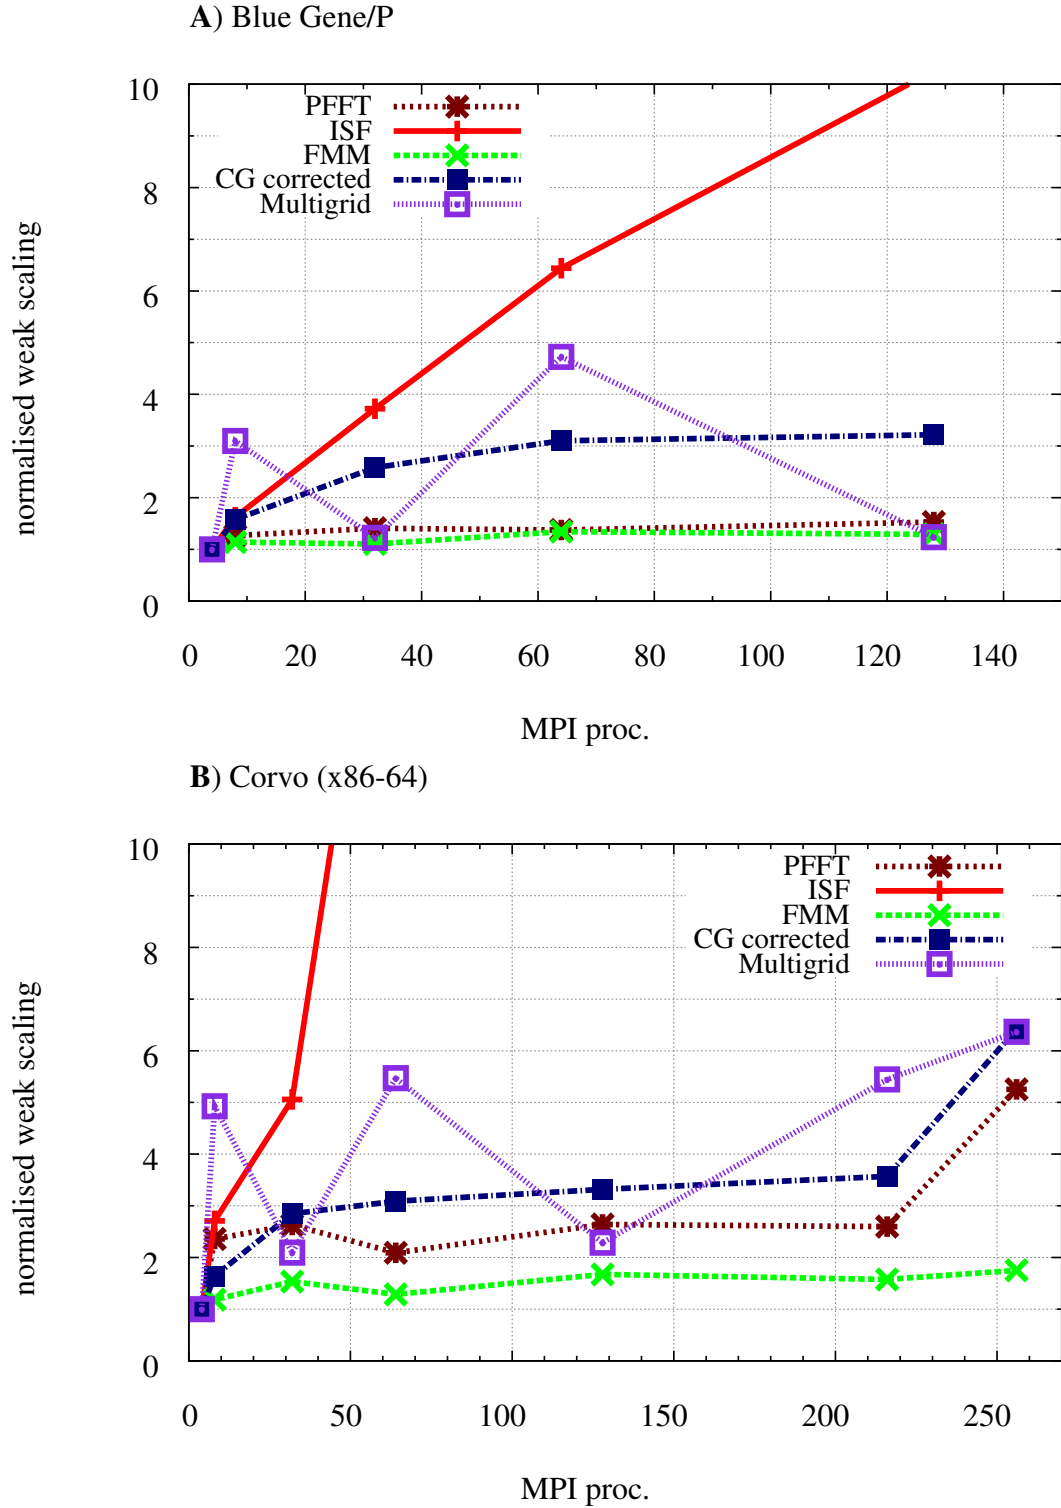 A) Blue Gene/P
10
8
6
4
2
0
normalised weak scaling
PFFT
ISF
FMM
CG corrected
Multigrid
0 20 40 60 80 100 120 140
MPI proc.
B) Corvo (x86-64)
10
8
6
4
2
0
normalised weak scaling
PFFT
ISF
FMM
CG corrected
Multigrid
0 50 100 150 200 250
MPI proc.